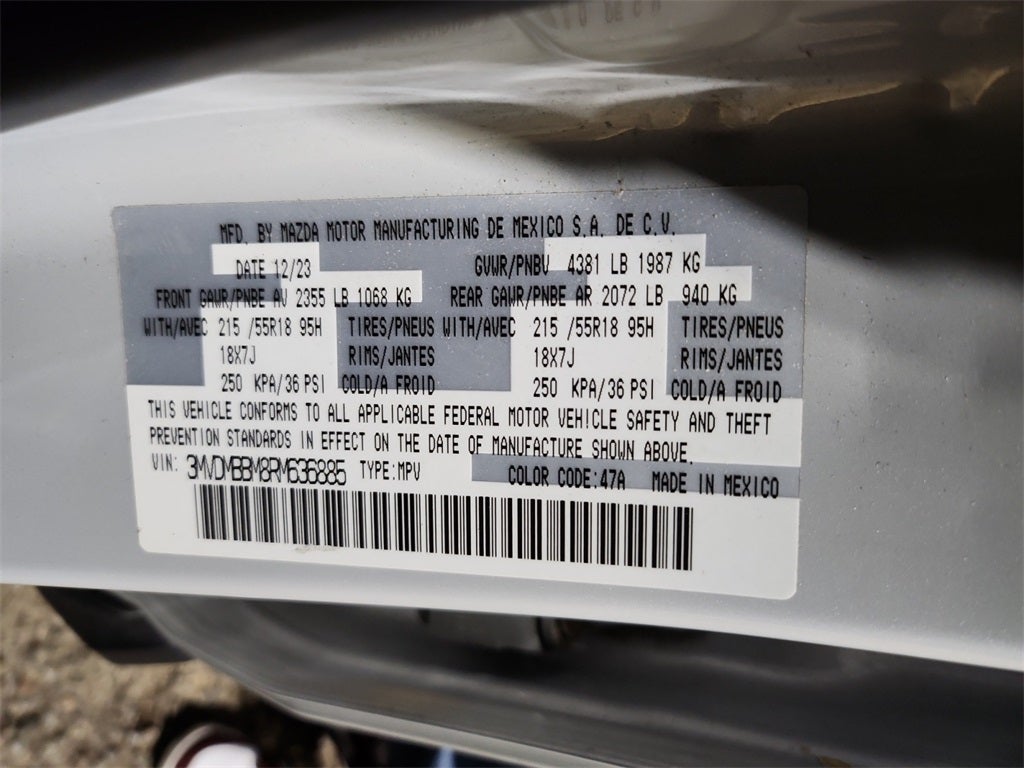 MFD. BY MAZDA MOTOR MANUFACTURING DE MEXICO S.A. DE C.V.
DATE 12/23 GVWR/PNBV 4381 LB 1987 KG
FRONT GAWR/PNBE AV 2355 LB 1068 KG REAR GAWR/PNBE AR 2072 LB 940 KG
WITH/AVEC 215 /55R18 95H TIRES/PNEUS WITH/AVEC 215 /55R18 95H TIRES/PNEUS
18X7J RIMS/JANTES 18X7J RIMS/JANTES
250 KPA/36 PSI COLD/A FROID 250 KPA/36 PSI COLD/A FROID
THIS VEHICLE CONFORMS TO ALL APPLICABLE FEDERAL MOTOR VEHICLE SAFETY AND THEFT
PREVENTION STANDARDS IN EFFECT ON THE DATE OF MANUFACTURE SHOWN ABOVE.
VIN: 3MVDMBBM8RM636885 TYPE:MPV COLOR CODE:47A MADE IN MEXICO